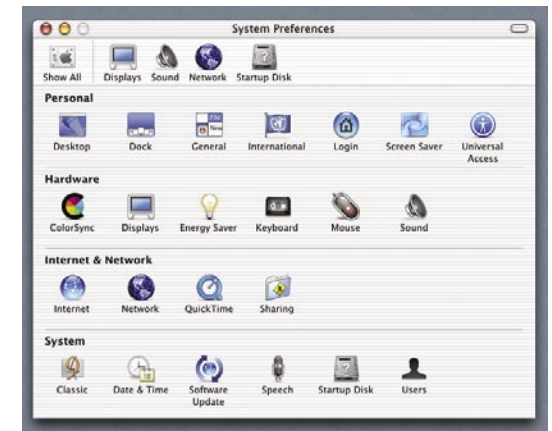 System Preferences
Show All Displays Sound Network Startup Disk
Personal
Desktop Dock General International Login Screen Saver Universal Access
Hardware
ColorSync Displays Energy Saver Keyboard Mouse Sound
Internet & Network
Internet Network QuickTime Sharing
System
Classic Date & Time Software Update Speech Startup Disk Users